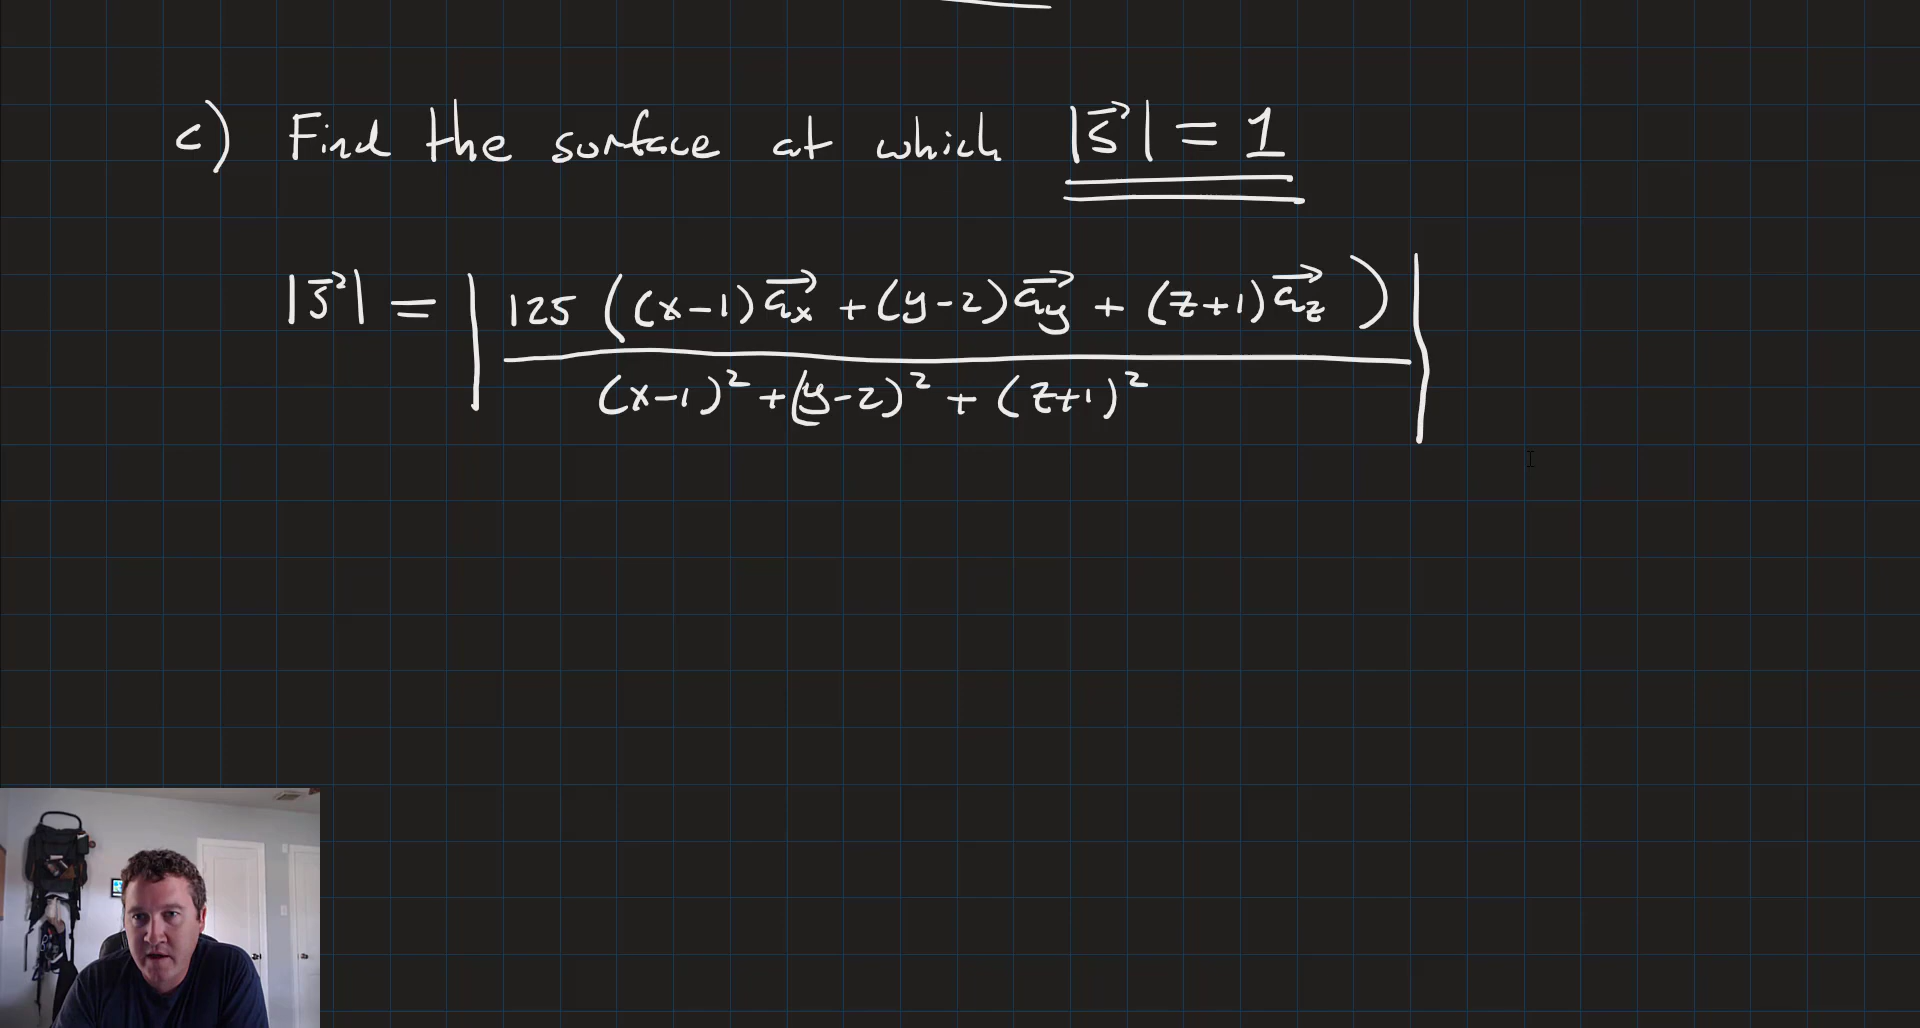 c) Find the surface at which |s⃗| = 1
|s⃗| = | 125 ((x-1)a⃗x + (y-2)a⃗y + (z+1)a⃗z) |
(x-1)² + (y-2)² + (z+1)²